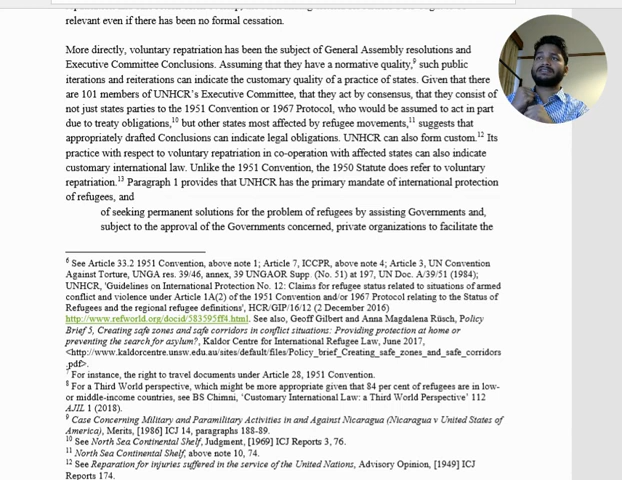 relevant even if there has been no formal cessation.
More directly, voluntary repatriation has been the subject of General Assembly resolutions and
Executive Committee Conclusions. Assuming that they have a normative quality,9 such public
iterations and reiterations can indicate the customary quality of a practice of states. Given that there
are 101 members of UNHCR's Executive Committee, that they act by consensus, that they consist of
not just states parties to the 1951 Convention or 1967 Protocol, who would be assumed to act in part
due to treaty obligations,10 but other states most affected by refugee movements,11 suggests that
appropriately drafted Conclusions can indicate legal obligations. UNHCR can also form custom.12 Its
practice with respect to voluntary repatriation in co-operation with affected states can also indicate
customary international law. Unlike the 1951 Convention, the 1950 Statute does refer to voluntary
repatriation.13 Paragraph 1 provides that UNHCR has the primary mandate of international protection
of refugees, and
of seeking permanent solutions for the problem of refugees by assisting Governments and,
subject to the approval of the Governments concerned, private organizations to facilitate the
6 See Article 33.2 1951 Convention, above note 1; Article 7, ICCPR, above note 4; Article 3, UN Convention
Against Torture, UNGA res. 39/46, annex, 39 UNGAOR Supp. (No. 51) at 197, UN Doc. A/39/51 (1984);
UNHCR, 'Guidelines on International Protection No. 12: Claims for refugee status related to situations of armed
conflict and violence under Article 1A(2) of the 1951 Convention and/or 1967 Protocol relating to the Status of
Refugees and the regional refugee definitions', HCR/GIP/16/12 (2 December 2016)
http://www.refworld.org/docid/583595ff4.html. See also, Geoff Gilbert and Anna Magdalena Rüsch, Policy
Brief 5, Creating safe zones and safe corridors in conflict situations: Providing protection at home or
preventing the search for asylum?, Kaldor Centre for International Refugee Law, June 2017,
<http://www.kaldorcentre.unsw.edu.au/sites/default/files/Policy_brief_Creating_safe_zones_and_safe_corridors
.pdf>.
7 For instance, the right to travel documents under Article 28, 1951 Convention.
8 For a Third World perspective, which might be more appropriate given that 84 per cent of refugees are in low-
or middle-income countries, see BS Chimni, 'Customary International Law: a Third World Perspective' 112
AJIL 1 (2018).
9 Case Concerning Military and Paramilitary Activities in and Against Nicaragua (Nicaragua v United States of
America), Merits, [1986] ICJ 14, paragraphs 188-89.
10 See North Sea Continental Shelf, Judgment, [1969] ICJ Reports 3, 76.
11 North Sea Continental Shelf, above note 10, 74.
12 See Reparation for injuries suffered in the service of the United Nations, Advisory Opinion, [1949] ICJ
Reports 174.